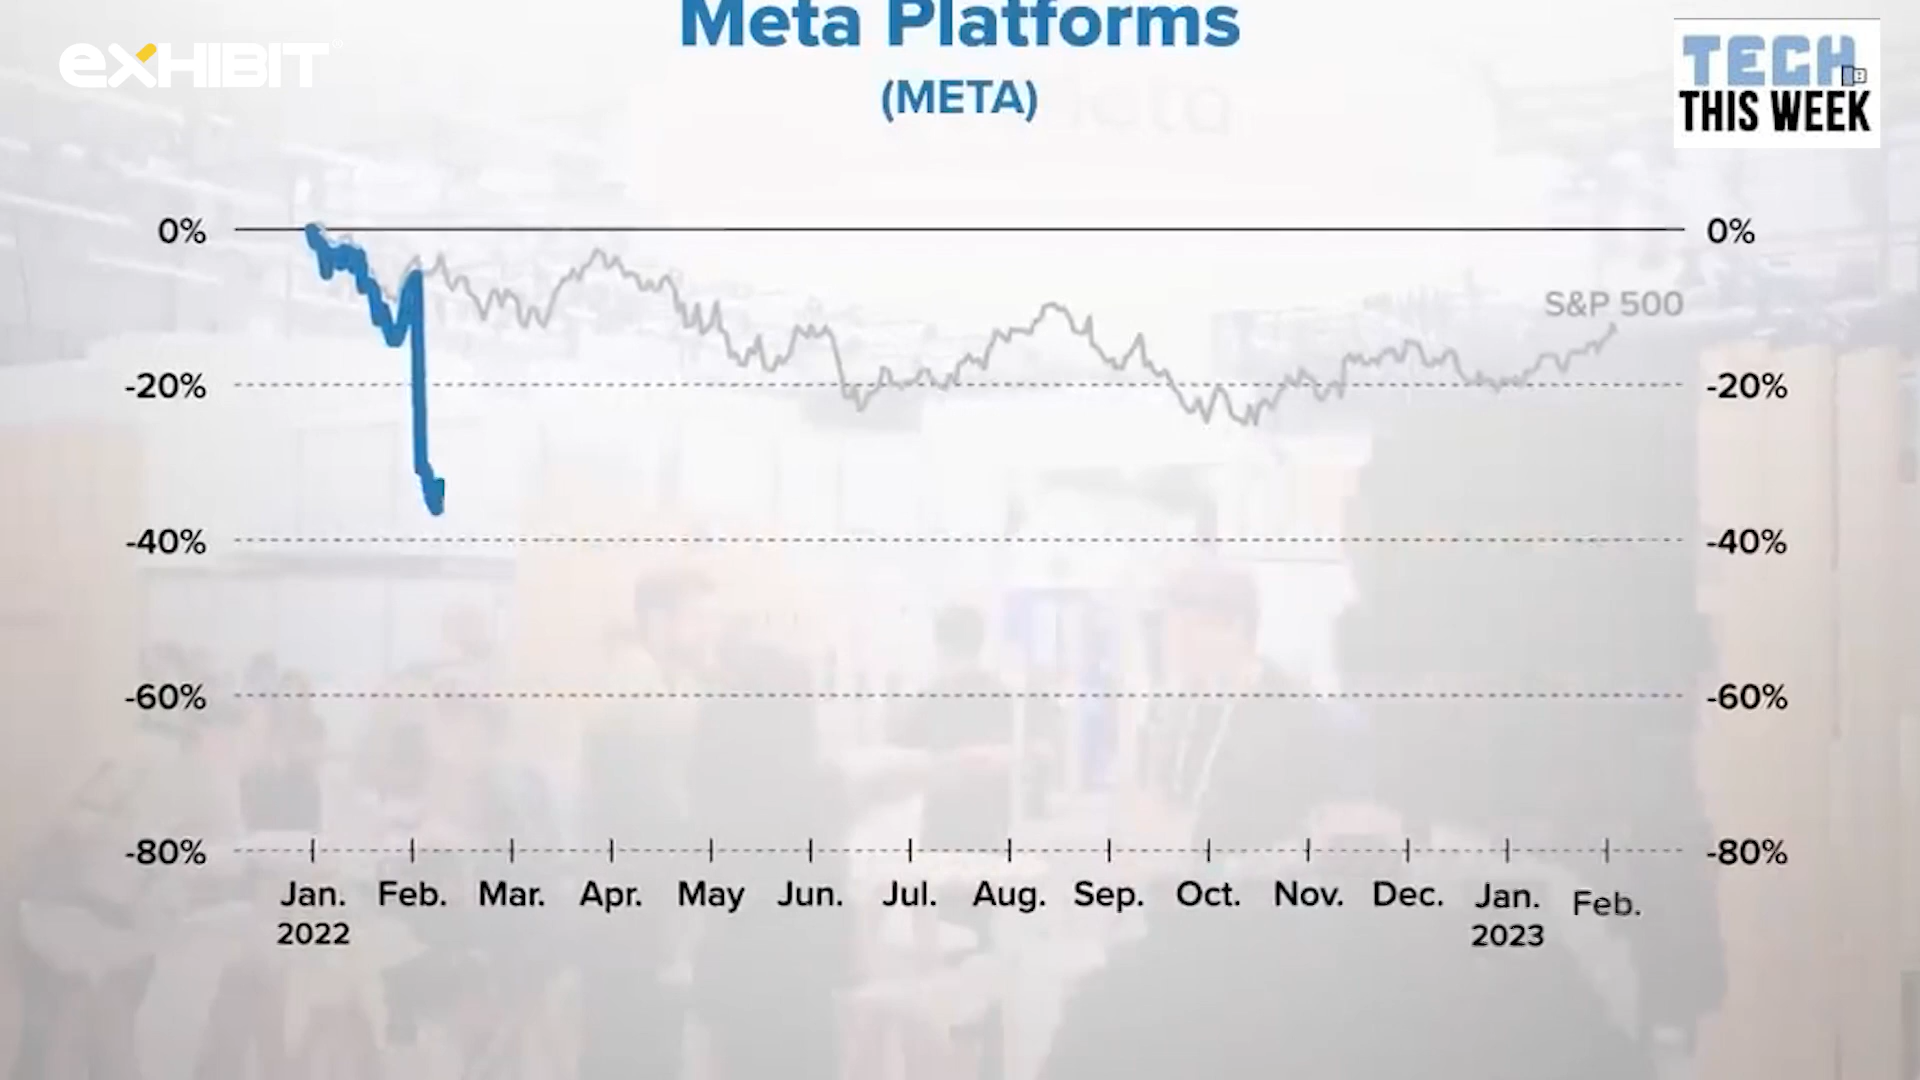 Meta Platforms
(META)
EXHIBIT
TECH
THIS WEEK
0%
0%
S&P 500
-20%
-20%
-40%
-40%
-60%
-60%
-80%
-80%
Jan. Feb. Mar. Apr. May Jun. Jul. Aug. Sep. Oct. Nov. Dec. Jan. Feb.
2022 2023